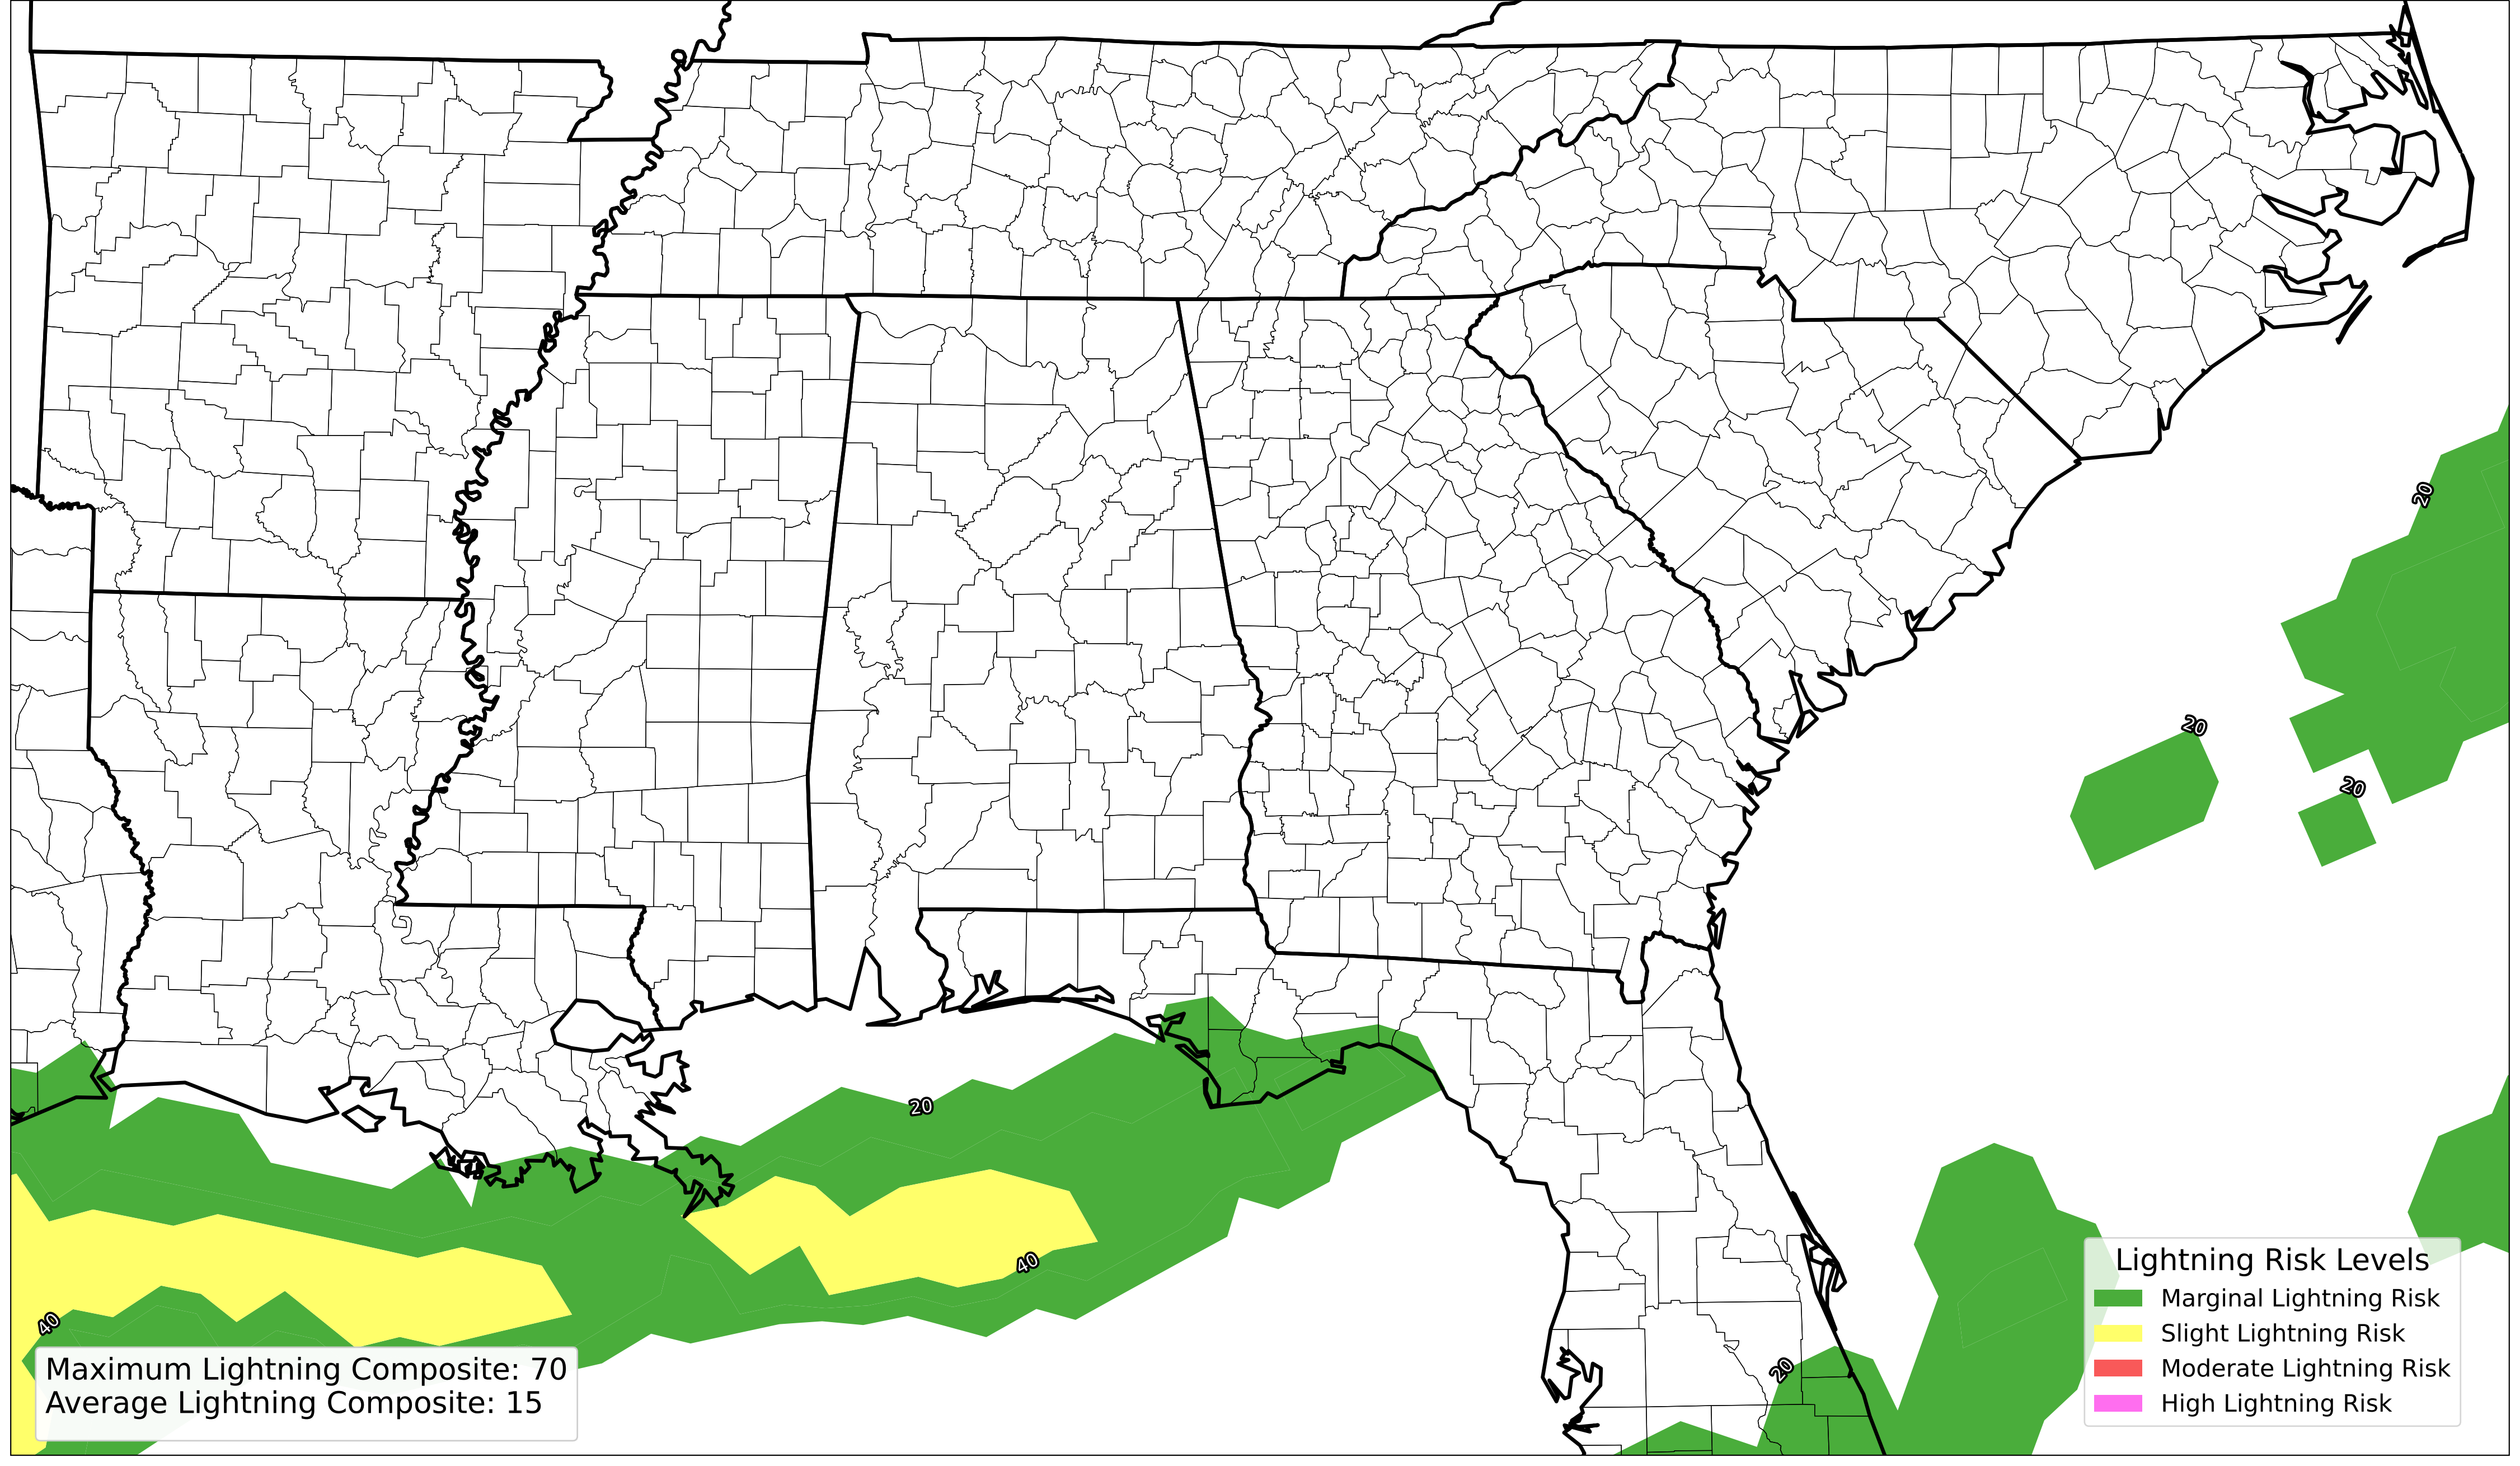 20
20
20
20
40
40
20
Lightning Risk Levels
Marginal Lightning Risk
Slight Lightning Risk
Moderate Lightning Risk
High Lightning Risk
Maximum Lightning Composite: 70
Average Lightning Composite: 15